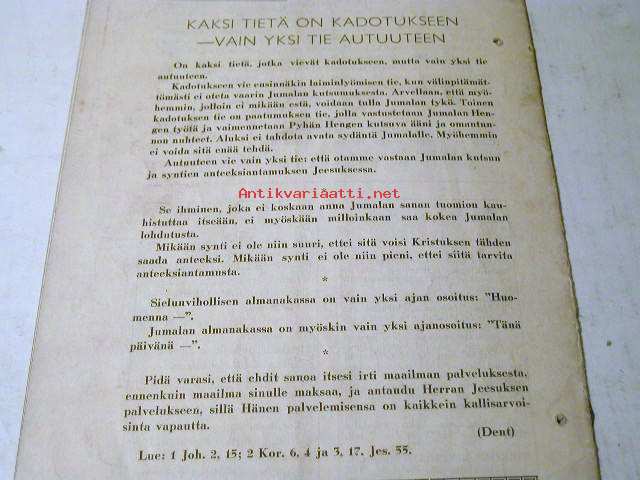 KAKSI TIETÄ ON KADOTUKSEEN
—VAIN YKSI TIE AUTUUTEEN
On kaksi tietä, jotka vievät kadotukseen, mutta vain yksi tie
autuuteen.
Kadotukseen vie ensinnäkin laiminlyömisen tie, kun välinpitämät-
tömästi ei oteta vaarin Jumalan kutsumuksesta. Arvellaan, että myö-
hemmin, jolloin ei mikään estä, voidaan tulla Jumalan tykö. Toinen
kadotuksen tie on paatumuksen tie, jolla vastustetaan Jumalan Hen-
gen työtä ja vaimennetaan Pyhän Hengen kutsuva ääni ja omantun-
non nuhteet. Aluksi ei tahdota avata sydäntä Jumalalle. Myöhemmin
ei voida sitä enää tehdä.
Autuuteen vie vain yksi tie: että otamme vastaan Jumalan kutsun
ja syntien anteeksiantamuksen Jeesuksessa.
Antikvariaatti.net
Se ihminen, joka ei koskaan anna Jumalan sanan tuomion kau-
histuttaa itseään, ei myöskään milloinkaan saa kokea Jumalan
lohdutusta.
Mikään synti ei ole niin suuri, ettei sitä voisi Kristuksen tähden
saada anteeksi. Mikään synti ei ole niin pieni, ettei siitä tarvita
anteeksiantamusta.
*
Sielunvihollisen almanakassa on vain yksi ajan osoitus: ”Huo-
menna —”.
Jumalan almanakassa on myöskin vain yksi ajanosoitus: ”Tänä
päivänä —”.
*
Pidä varasi, että ehdit sanoa itsesi irti maailman palveluksesta,
ennenkuin maailma sinulle maksaa, ja antaudu Herran Jeesuksen
palvelukseen, sillä Hänen palvelemisensa on kaikkein kallisarvoi-
sinta vapautta.
(Dent)
Lue: 1 Joh. 2, 15; 2 Kor. 6, 4 ja 3, 17. Jes. 55.